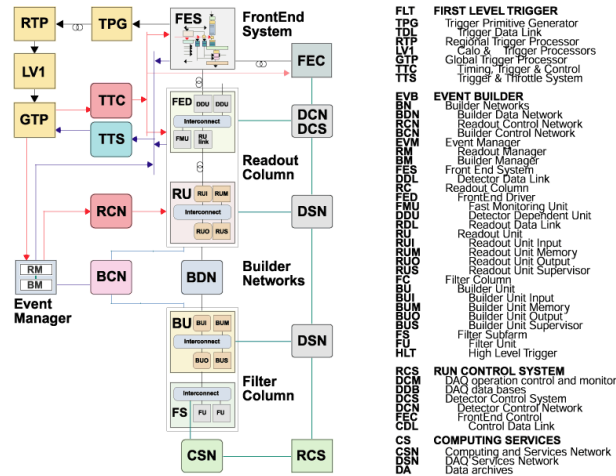 RTP
TPG
FES
FrontEnd
System
LV1
FEC
TTC
FED
DDU
DDU
Interconnect
DCN
DCS
GTP
TTS
FMU
RU
link
Readout
Column
RU
RUI
RUM
Interconnect
RCN
DSN
RUO
RUS
RM
BM
BCN
BDN
Builder
Networks
Event
Manager
BU
BUI
BUM
Interconnect
DSN
BUO
BUS
Filter
Column
Interconnect
FS
FU
FU
CSN
RCS
FLT FIRST LEVEL TRIGGER
TPG Trigger Primitive Generator
TDL Trigger Data Link
RTP Regional Trigger Processor
LV1 Calo & Trigger Processors
GTP Global Trigger Processor
TTC Timing, Trigger & Control
TTS Trigger & Throttle System
EVB EVENT BUILDER
BN Builder Networks
BDN Builder Data Network
RCN Readout Control Network
BCN Builder Control Network
EVM Event Manager
RM Readout Manager
BM Builder Manager
FES Front End System
DDL Detector Data Link
RC Readout Column
FED FrontEnd Driver
FMU Fast Monitoring Unit
DDU Detector Dependent Unit
RDL Readout Data Link
RU Readout Unit
RUI Readout Unit Input
RUM Readout Unit Memory
RUO Readout Unit Output
RUS Readout Unit Supervisor
FC Filter Column
BU Builder Unit
BUI Builder Unit Input
BUM Builder Unit Memory
BUO Builder Unit Output
BUS Builder Unit Supervisor
FS Filter Subfarm
FU Filter Unit
HLT High Level Trigger
RCS RUN CONTROL SYSTEM
DCM DAQ operation control and monitor
DDB DAQ data bases
DCS Detector Control System
DCN Detector Control Network
FEC FrontEnd Control
CDL Control Data Link
CS COMPUTING SERVICES
CSN Computing and Services Network
DSN DAQ Services Network
DA Data archives